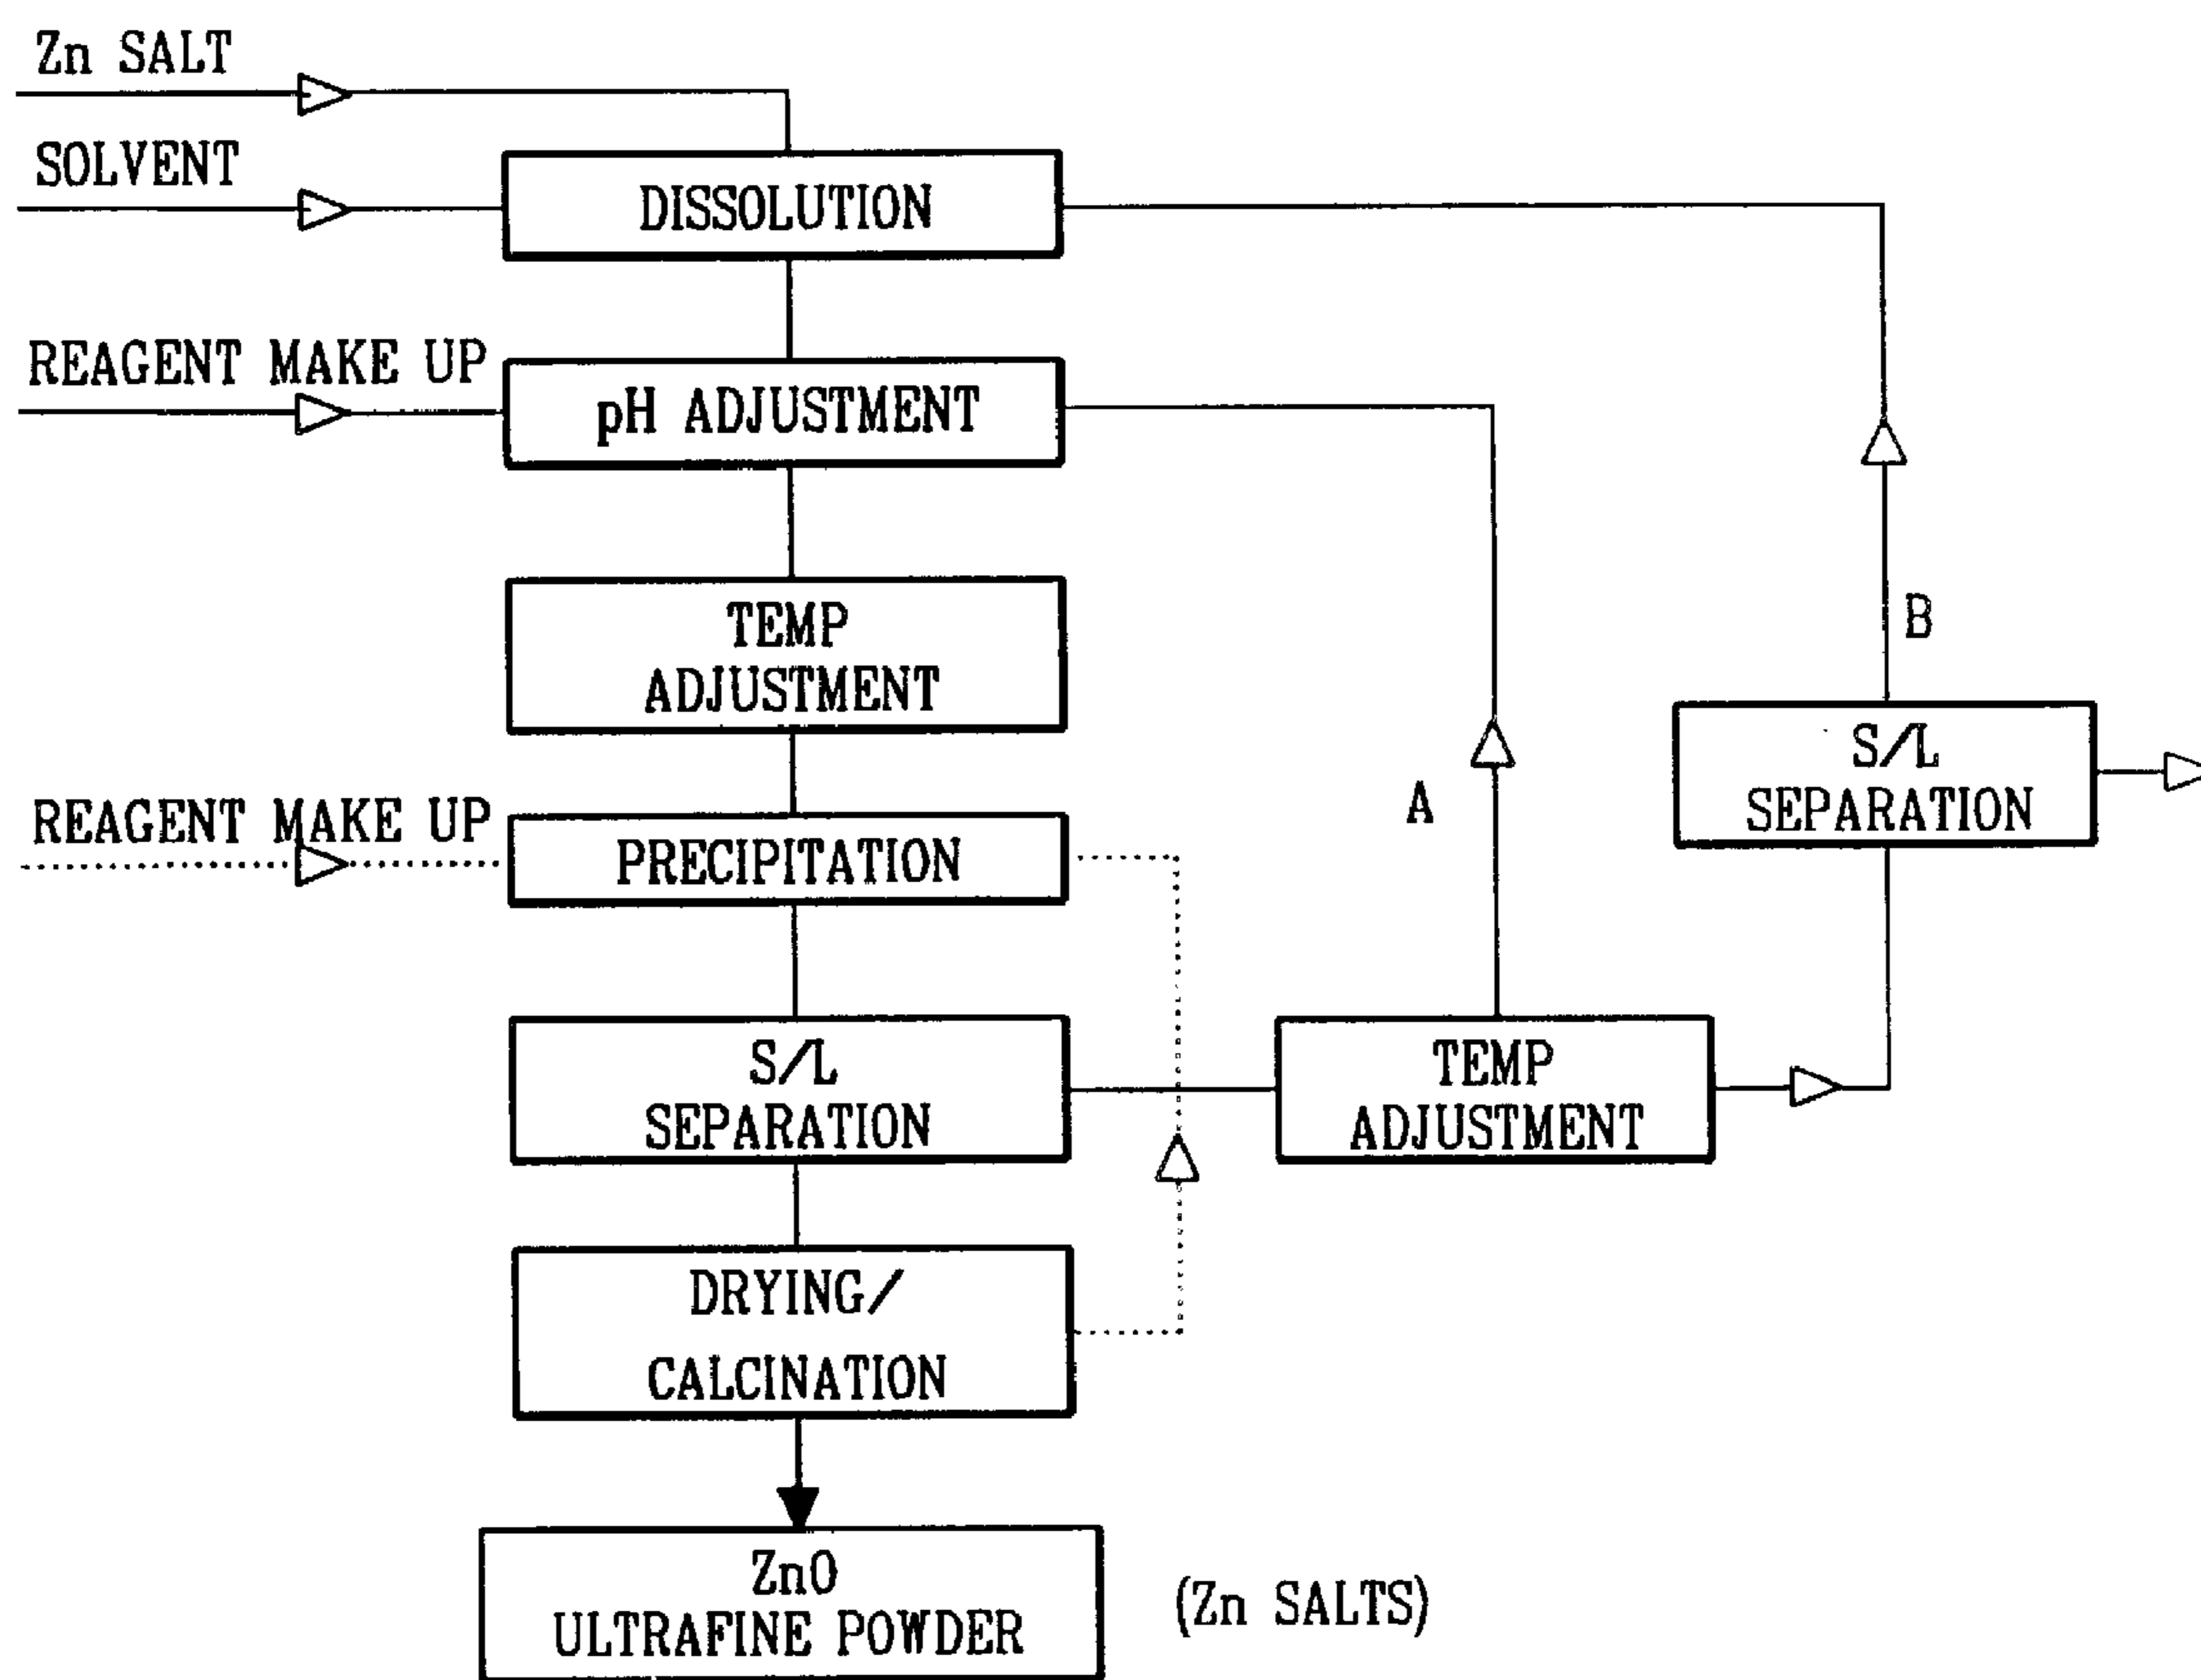 Zn SALT
SOLVENT
DISSOLUTION
REAGENT MAKE UP
pH ADJUSTMENT
TEMP
ADJUSTMENT
B
S/L
SEPARATION
A
REAGENT MAKE UP
PRECIPITATION
S/L
SEPARATION
TEMP
ADJUSTMENT
DRYING/
CALCINATION
ZnO
ULTRAFINE POWDER
(Zn SALTS)